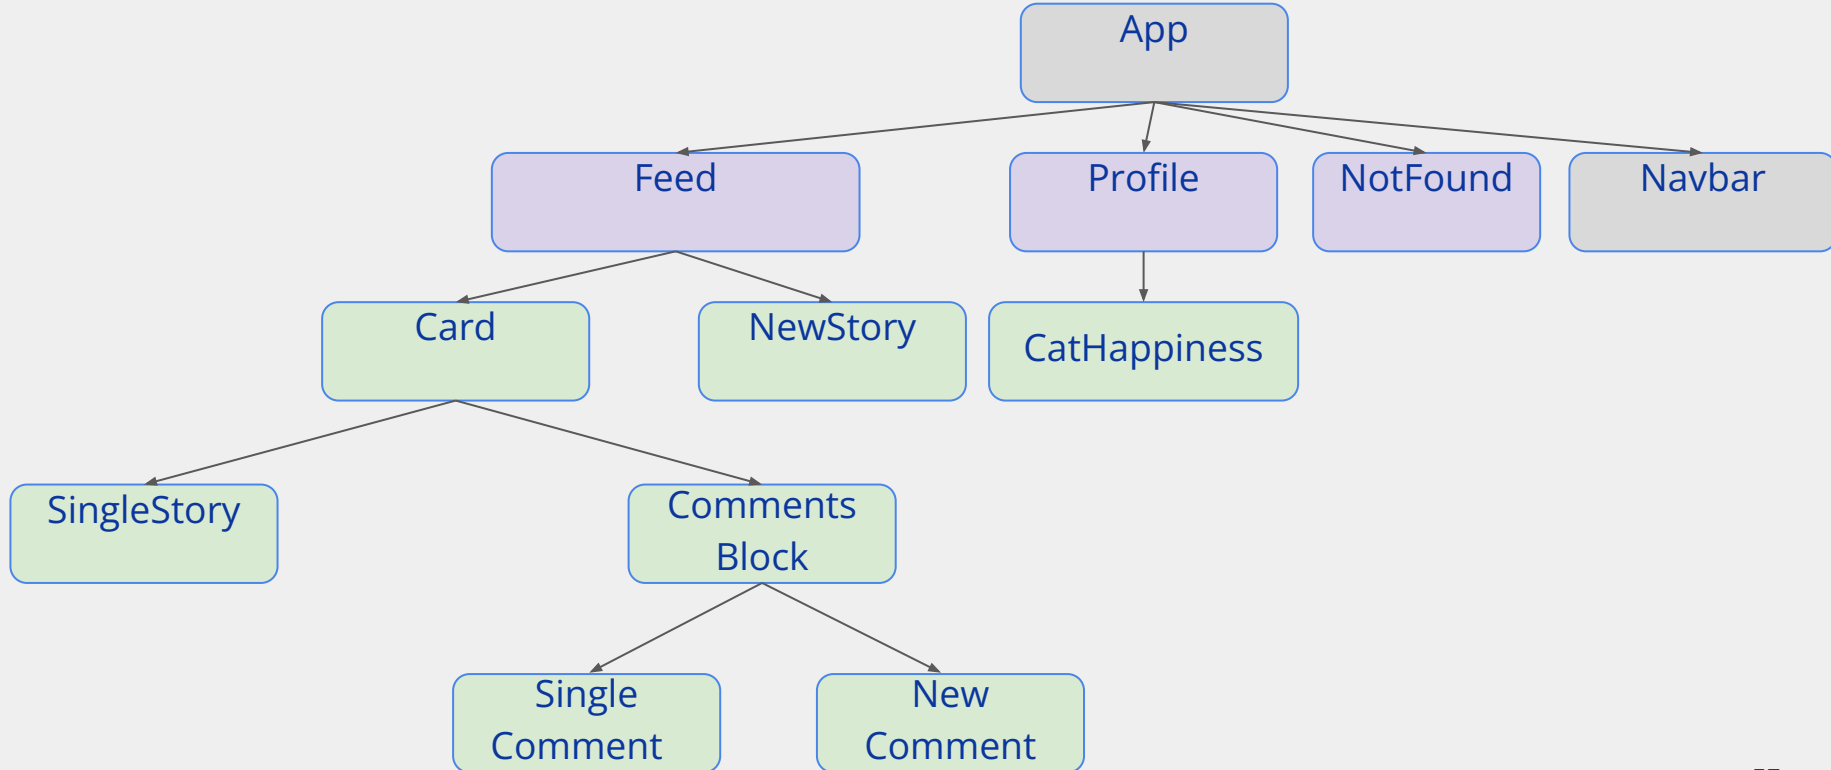 App
Feed
Profile
NotFound
Navbar
Card
NewStory
CatHappiness
SingleStory
Comments
Block
Single
Comment
New
Comment